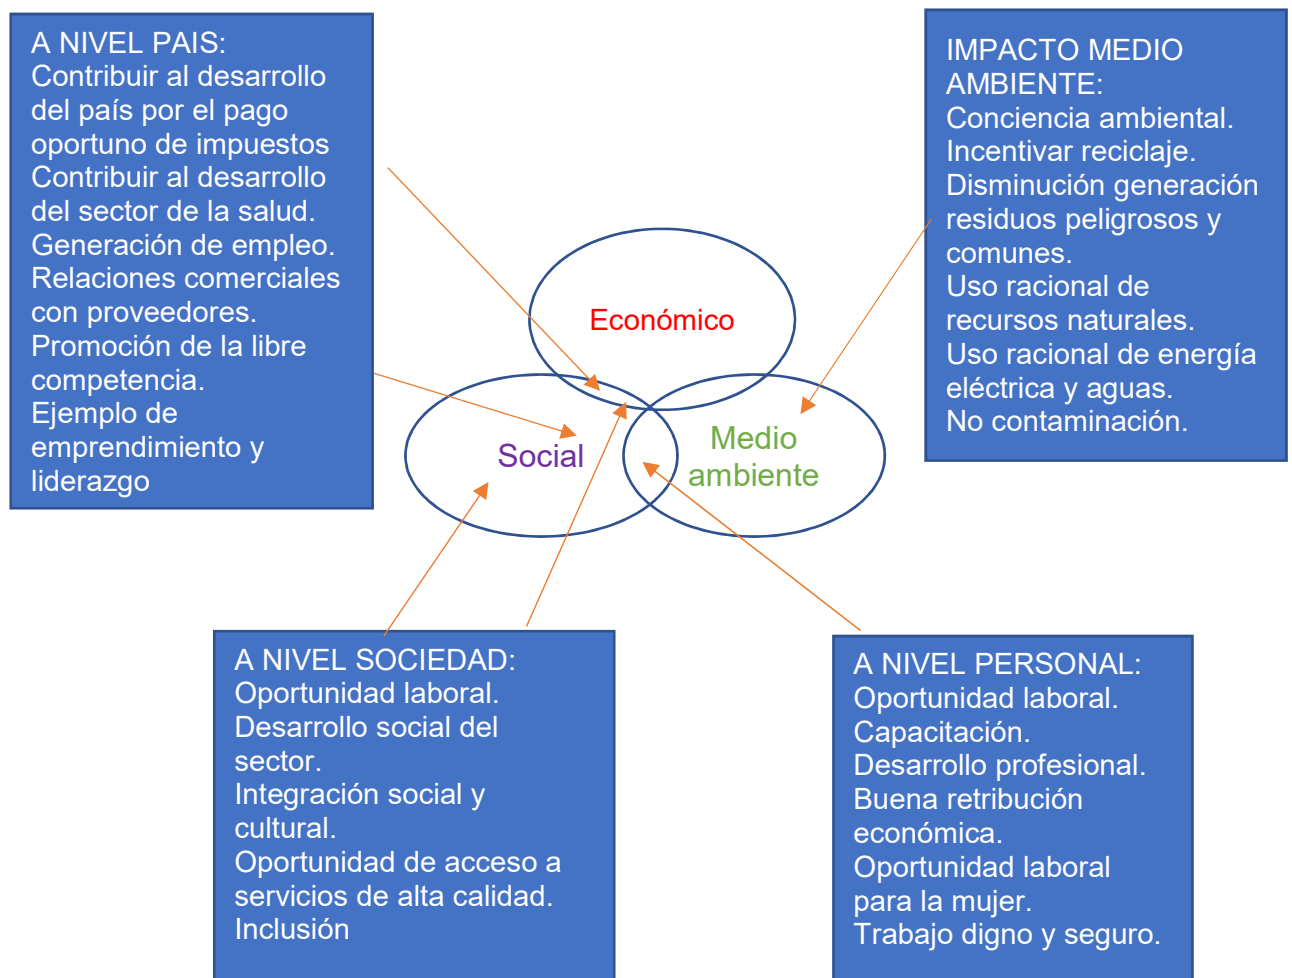 A NIVEL PAIS:
Contribuir al desarrollo
del país por el pago
oportuno de impuestos
Contribuir al desarrollo
del sector de la salud.
Generación de empleo.
Relaciones comerciales
con proveedores.
Promoción de la libre
competencia.
Ejemplo de
emprendimiento y
liderazgo
IMPACTO MEDIO
AMBIENTE:
Conciencia ambiental.
Incentivar reciclaje.
Disminución generación
residuos peligrosos y
comunes.
Uso racional de
recursos naturales.
Uso racional de energía
eléctrica y aguas.
No contaminación.
Económico
Social
Medio
ambiente
A NIVEL SOCIEDAD:
Oportunidad laboral.
Desarrollo social del
sector.
Integración social y
cultural.
Oportunidad de acceso a
servicios de alta calidad.
Inclusión
A NIVEL PERSONAL:
Oportunidad laboral.
Capacitación.
Desarrollo profesional.
Buena retribución
económica.
Oportunidad laboral
para la mujer.
Trabajo digno y seguro.